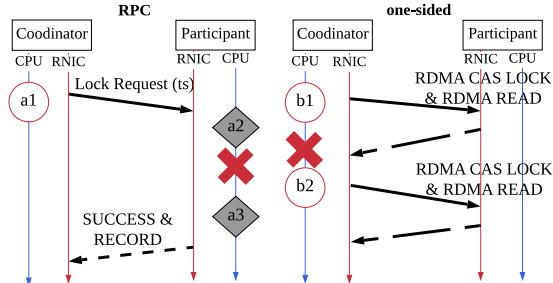 RPC
one-sided
Coodinator
Participant
Coodinator
Participant
CPU RNIC
RNIC CPU
CPU RNIC
RNIC CPU
Lock Request (ts)
a1
a2
a3
SUCCESS &
RECORD
b1
b2
RDMA CAS LOCK
& RDMA READ
RDMA CAS LOCK
& RDMA READ